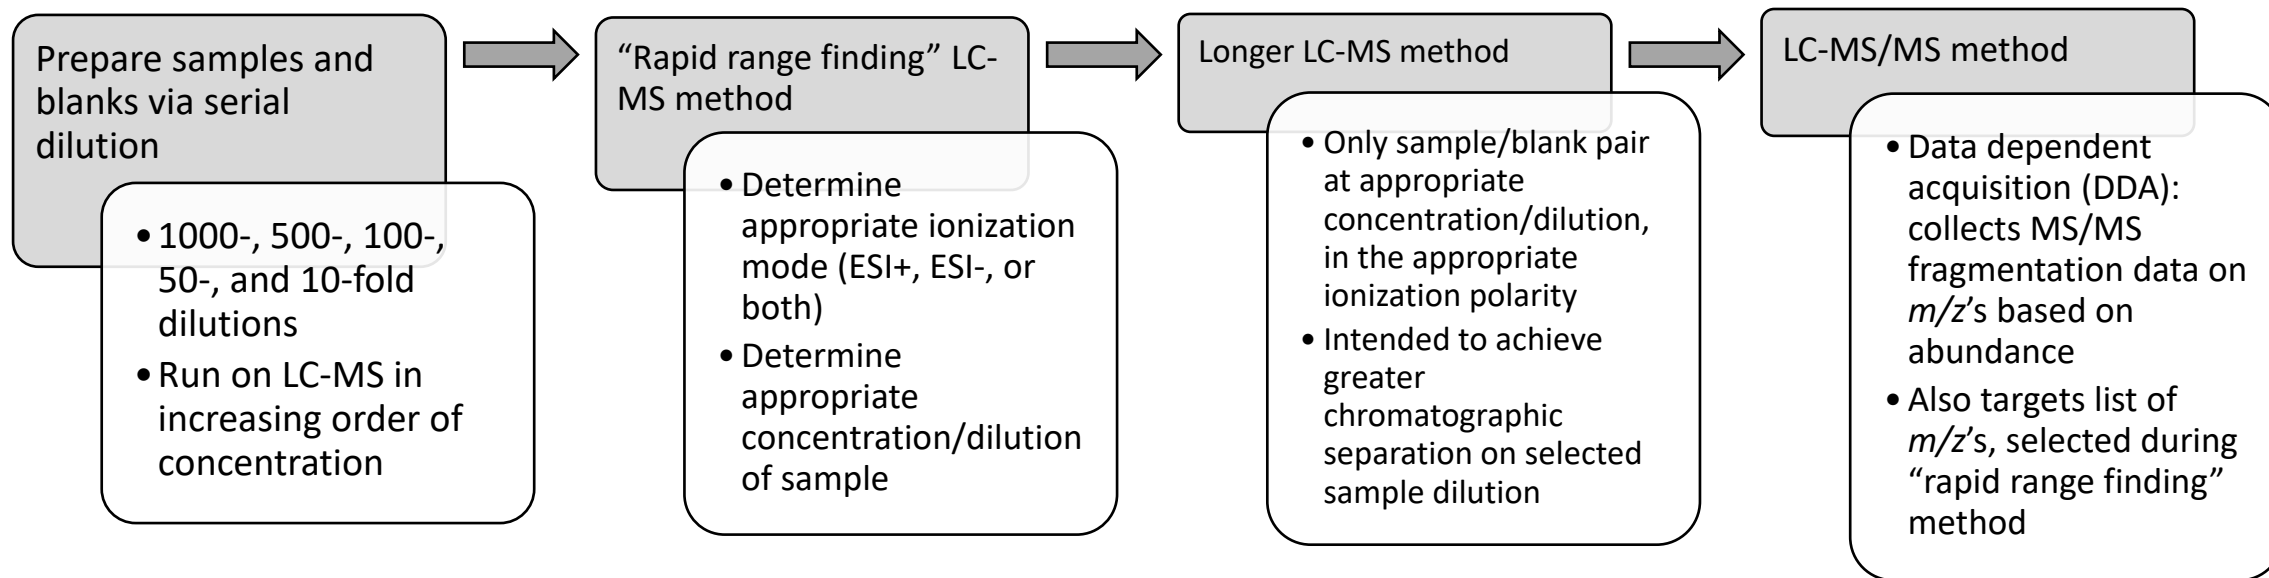 Prepare samples and
blanks via serial
dilution
• 1000-, 500-, 100-,
50-, and 10-fold
dilutions
• Run on LC-MS in
increasing order of
concentration
“Rapid range finding” LC-
MS method
• Determine
appropriate ionization
mode (ESI+, ESI-, or
both)
• Determine
appropriate
concentration/dilution
of sample
Longer LC-MS method
• Only sample/blank pair
at appropriate
concentration/dilution,
in the appropriate
ionization polarity
• Intended to achieve
greater
chromatographic
separation on selected
sample dilution
LC-MS/MS method
• Data dependent
acquisition (DDA):
collects MS/MS
fragmentation data on
m/z’s based on
abundance
• Also targets list of
m/z’s, selected during
“rapid range finding”
method